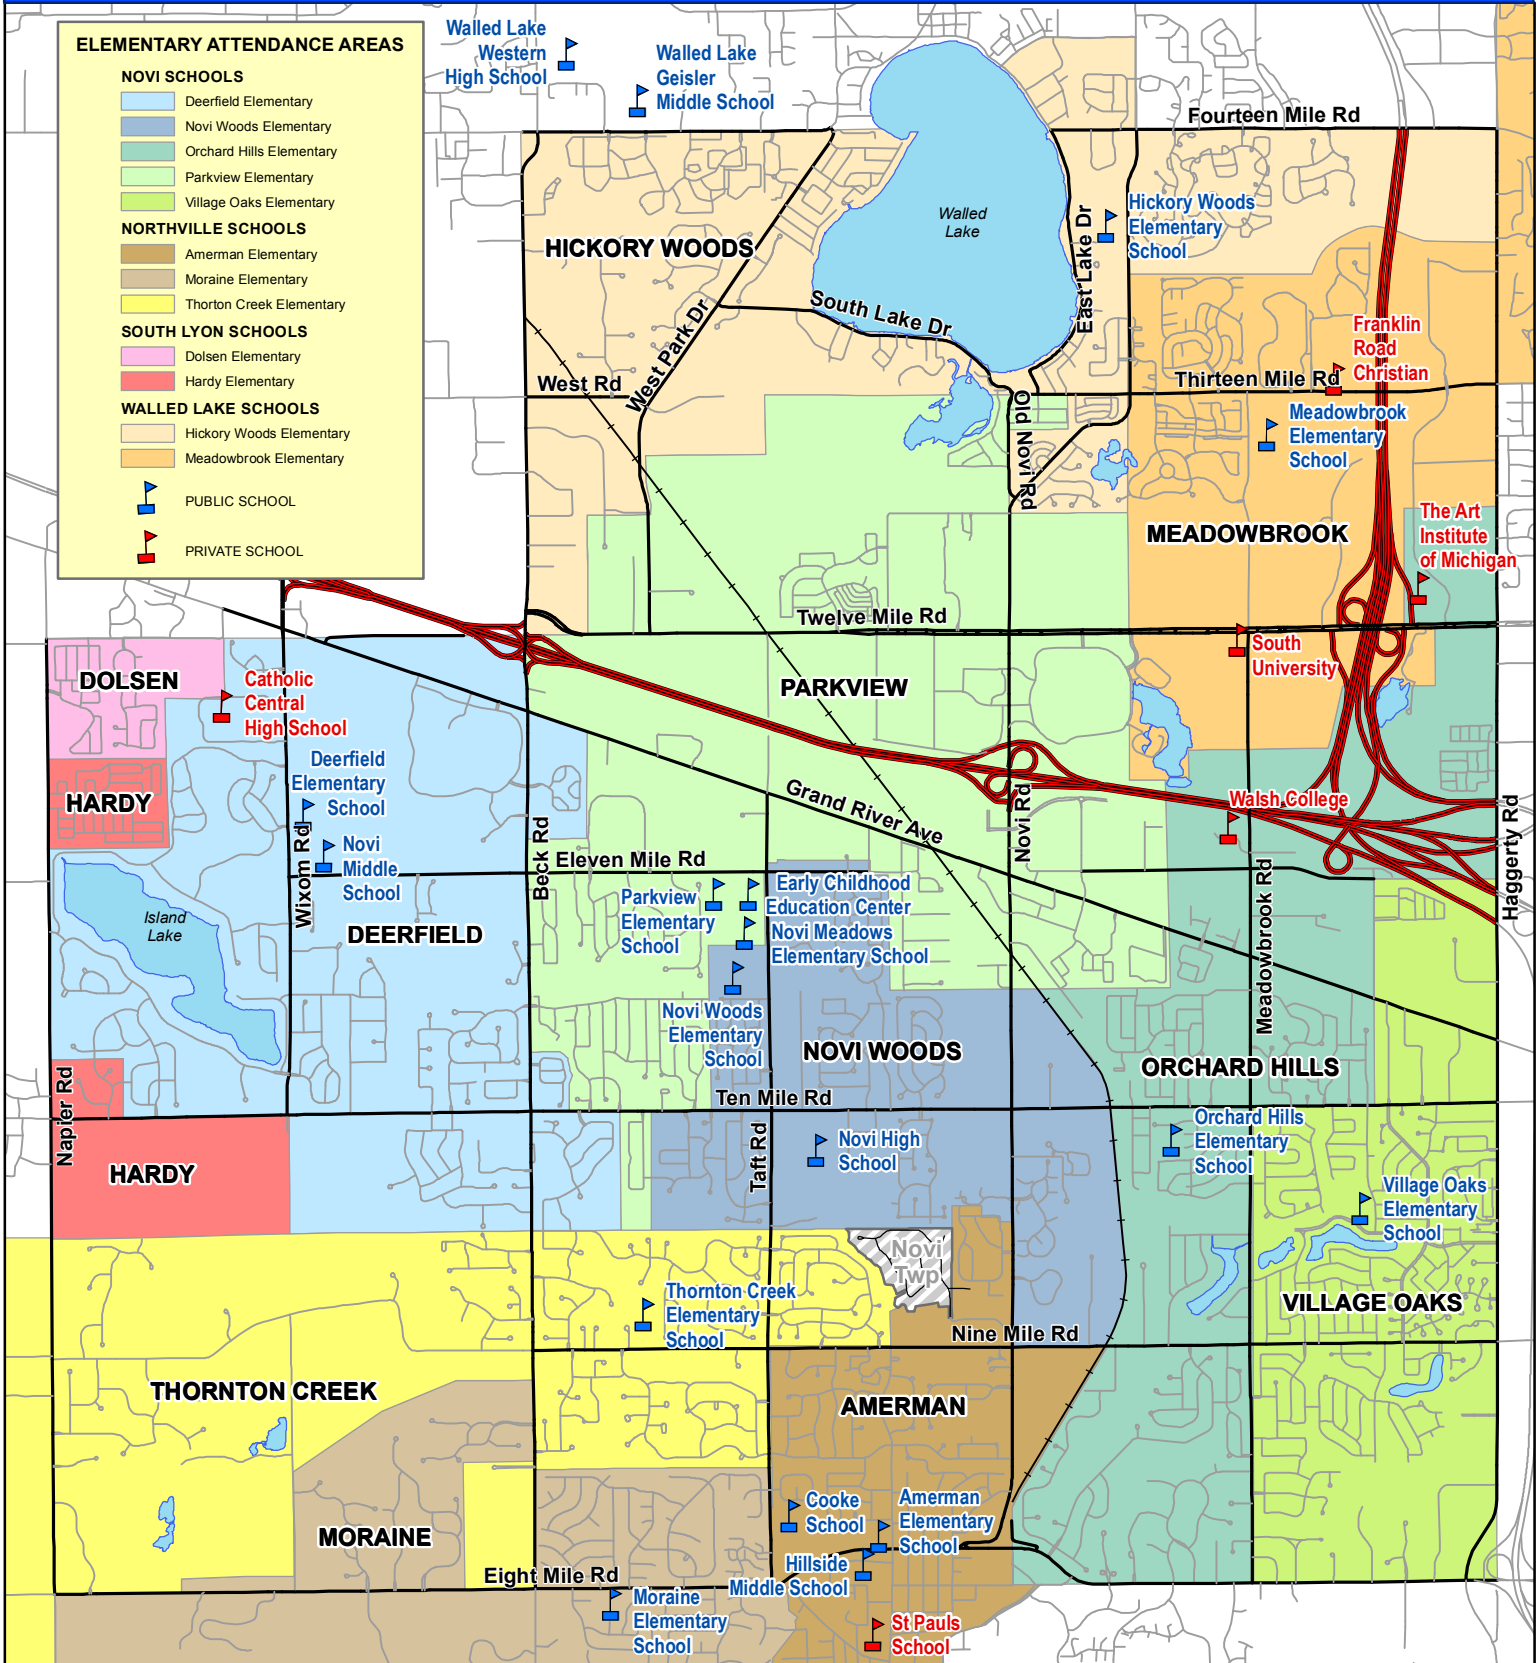 ELEMENTARY ATTENDANCE AREAS
NOVI SCHOOLS
Deerfield Elementary
Novi Woods Elementary
Orchard Hills Elementary
Parkview Elementary
Village Oaks Elementary
NORTHVILLE SCHOOLS
Amerman Elementary
Moraine Elementary
Thorton Creek Elementary
SOUTH LYON SCHOOLS
Dolsen Elementary
Hardy Elementary
WALLED LAKE SCHOOLS
Hickory Woods Elementary
Meadowbrook Elementary
PUBLIC SCHOOL
PRIVATE SCHOOL
Walled Lake
Western
High School
Walled Lake
Geisler
Middle School
Fourteen Mile Rd
Walled
Lake
Hickory Woods
Elementary
School
HICKORY WOODS
East Lake Dr
South Lake Dr
West Park Dr
West Rd
Franklin
Road
Christian
Thirteen Mile Rd
Old Novi Rd
Meadowbrook
Elementary
School
MEADOWBROOK
The Art
Institute
of Michigan
Twelve Mile Rd
South
University
DOLSEN
Catholic
Central
High School
PARKVIEW
Deerfield
Elementary
School
HARDY
Grand River Ave
Novi Rd
Walsh College
Haggerty Rd
Wixom Rd
Novi
Middle
School
Beck Rd
Eleven Mile Rd
Meadowbrook Rd
Parkview
Elementary
School
Early Childhood
Education Center
Novi Meadows
Elementary School
Island
Lake
DEERFIELD
Novi Woods
Elementary
School
NOVI WOODS
ORCHARD HILLS
Napier Rd
Ten Mile Rd
Taft Rd
Novi High
School
Orchard Hills
Elementary
School
HARDY
Village Oaks
Elementary
School
Novi
Twp
Thornton Creek
Elementary
School
VILLAGE OAKS
Nine Mile Rd
THORNTON CREEK
AMERMAN
Cooke
School
Amerman
Elementary
School
MORAINE
Hillside
Middle School
Eight Mile Rd
Moraine
Elementary
School
St Pauls
School